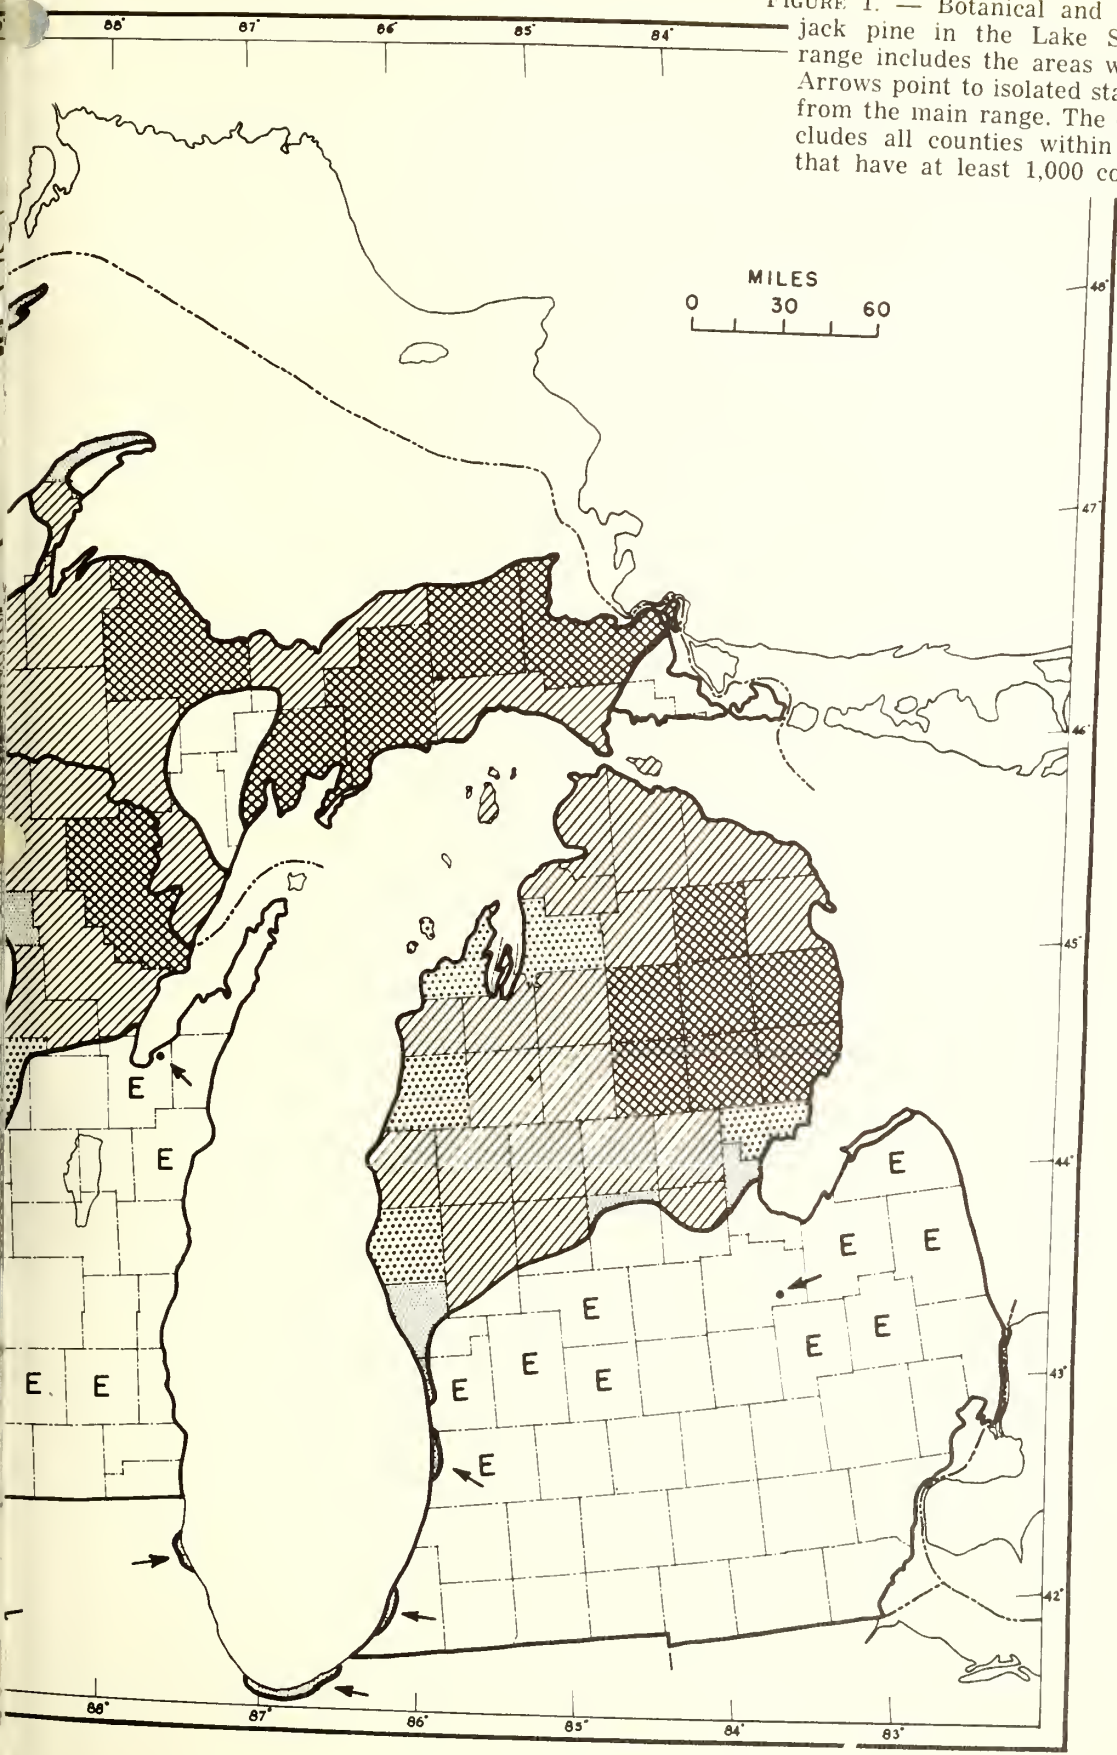 FIGURE 1. — Botanical and
jack pine in the Lake S
range includes the areas w
Arrows point to isolated sta
from the main range. The
cludes all counties within
that have at least 1,000 co
88° 87° 86° 85° 84°
MILES
0 30 60
48°
47°
46°
45°
E
E
44°
E
E
E
E
E
E
E
E
E
E
E
43°
E
42°
88° 87° 86° 85° 84° 83°